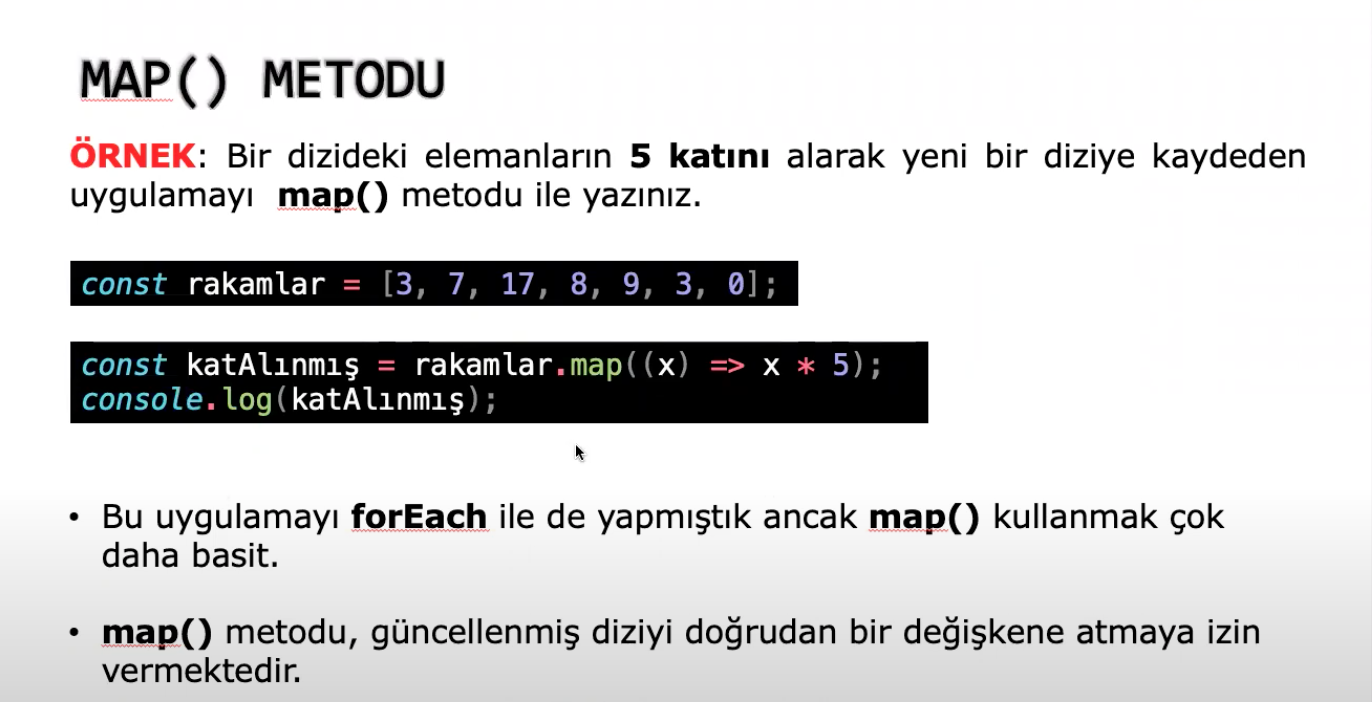 MAP() METODU
ÖRNEK: Bir dizideki elemanların 5 katını alarak yeni bir diziye kaydeden
uygulamayı map() metodu ile yazınız.
const rakamlar = [3, 7, 17, 8, 9, 3, 0];
const katAlınmış = rakamlar.map((x) => x * 5);
console.log(katAlınmış);
• Bu uygulamayı forEach ile de yapmıştık ancak map() kullanmak çok
daha basit.
• map() metodu, güncellenmiş diziyi doğrudan bir değişkene atmaya izin
vermektedir.